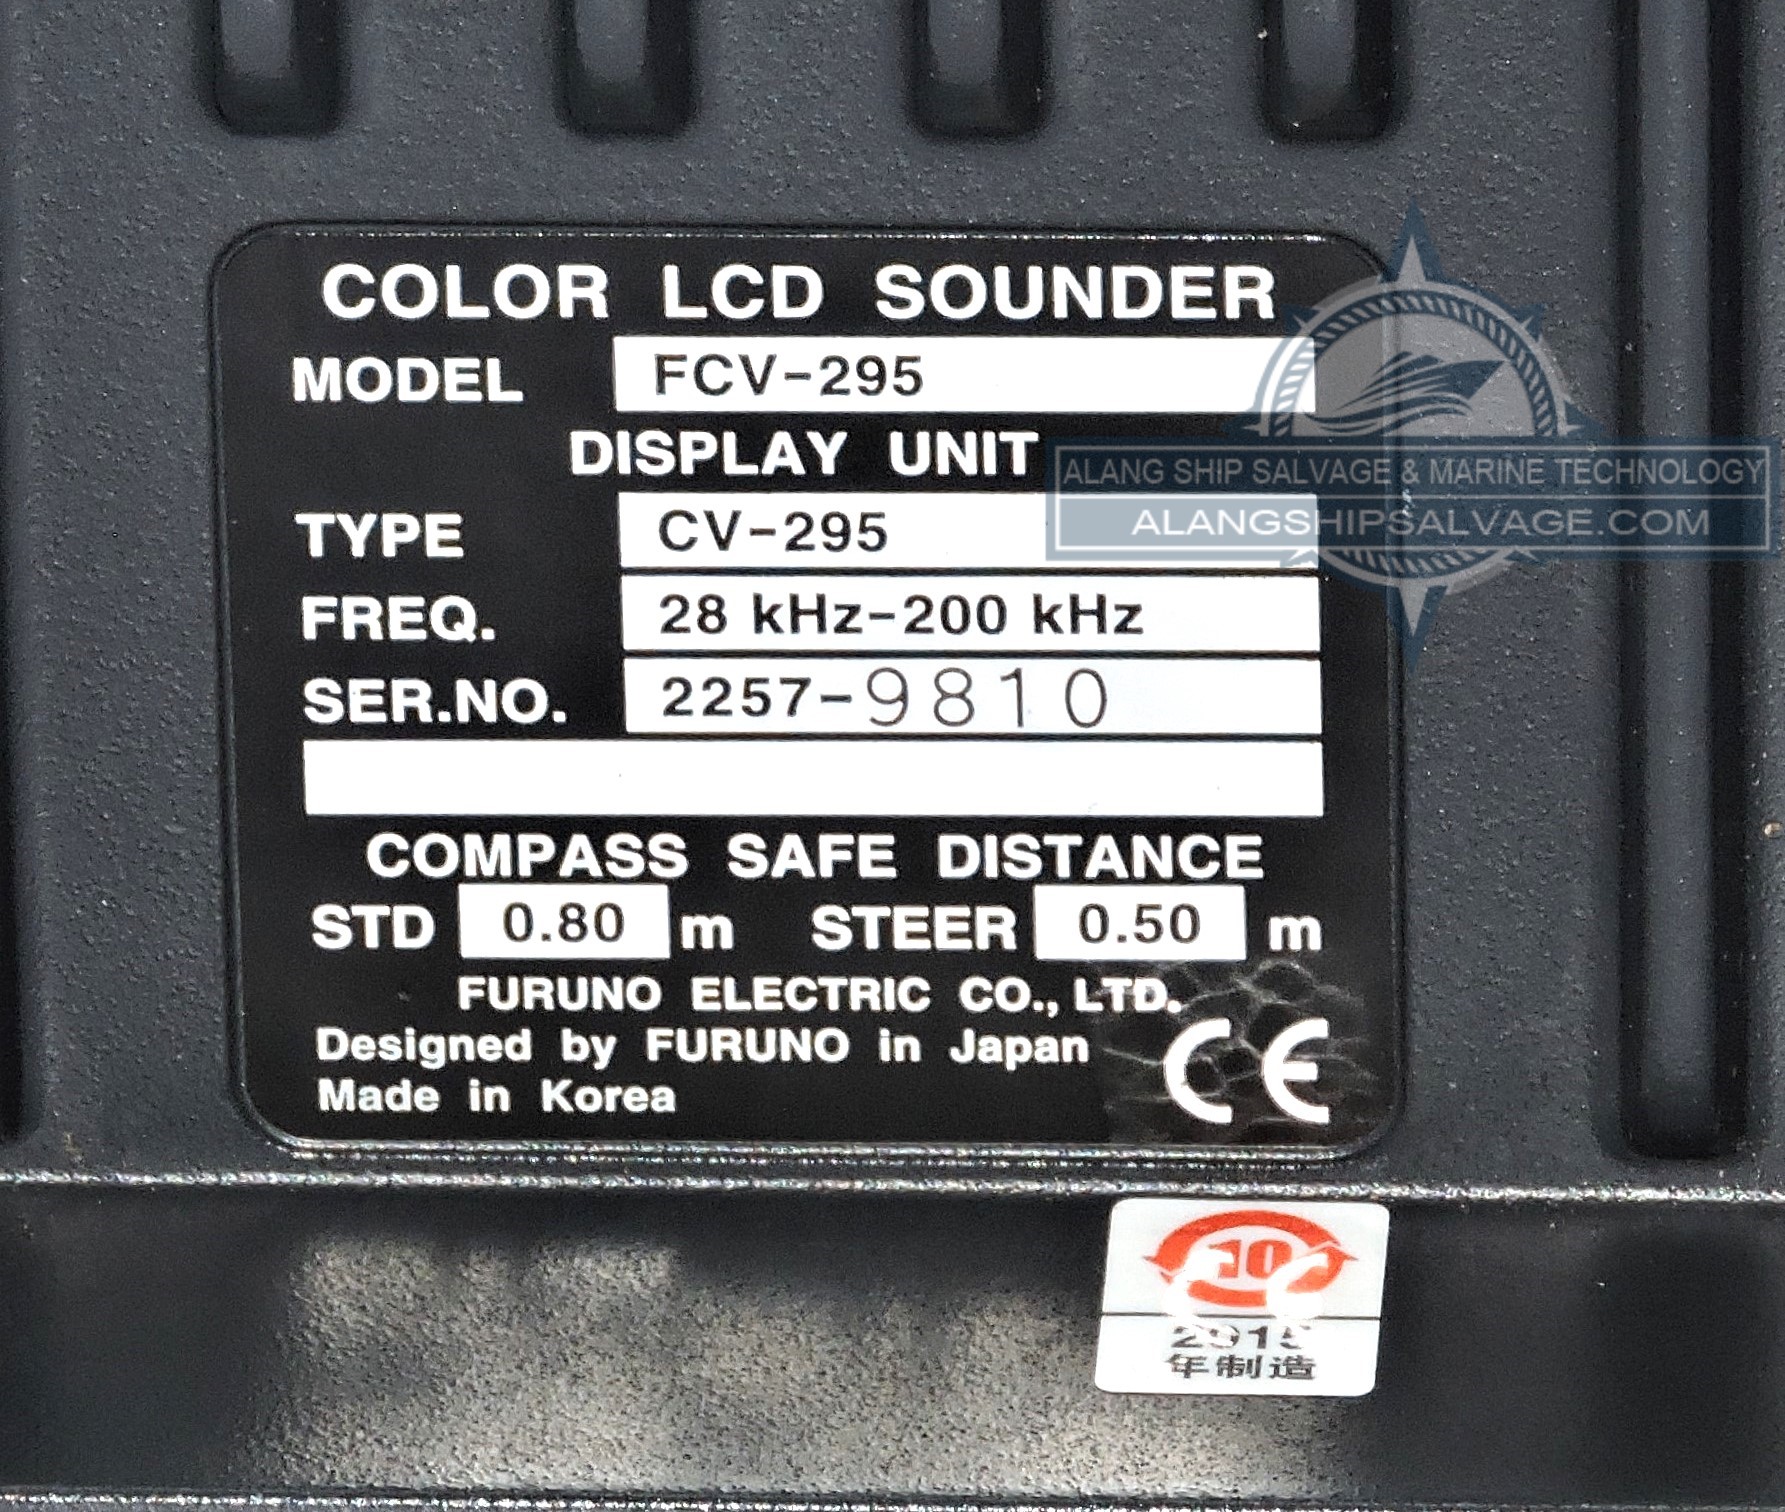 COLOR LCD SOUNDER
MODEL FCV-295
DISPLAY UNIT
ALANG SHIP SALVAGE & MARINE TECHNOLOGY
ALANGSHIPSALVAGE.COM
TYPE CV-295
FREQ. 28 kHz-200 kHz
SER.NO. 2257-9810
COMPASS SAFE DISTANCE
STD 0.80 m STEER 0.50 m
FURUNO ELECTRIC CO., LTD.
Designed by FURUNO in Japan
Made in Korea
CE
10
2015
年制造